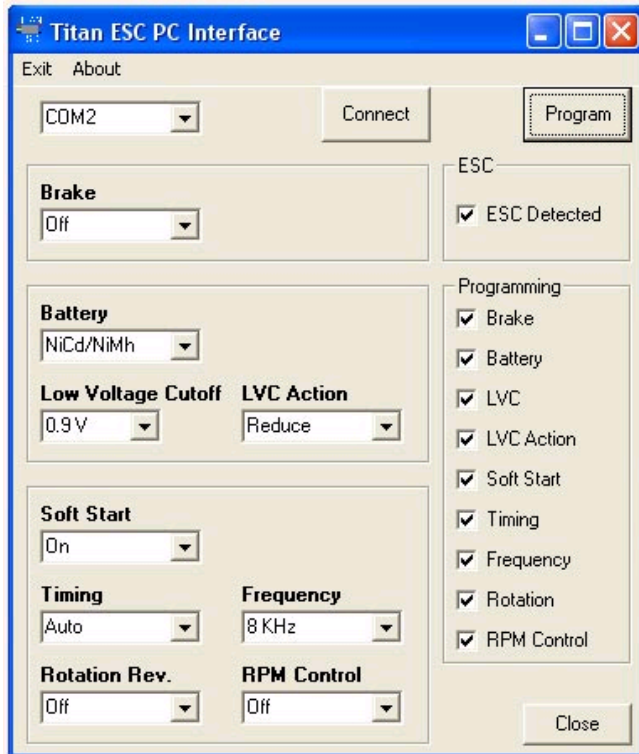 Titan ESC PC Interface
Exit About
COM2
Connect
Program
Brake
Off
ESC
ESC Detected
Battery
NiCd/NiMh
Low Voltage Cutoff LVC Action
0.9 V Reduce
Soft Start
On
Timing Frequency
Auto 8 KHz
Rotation Rev. RPM Control
Off Off
Programming
Brake
Battery
LVC
LVC Action
Soft Start
Timing
Frequency
Rotation
RPM Control
Close